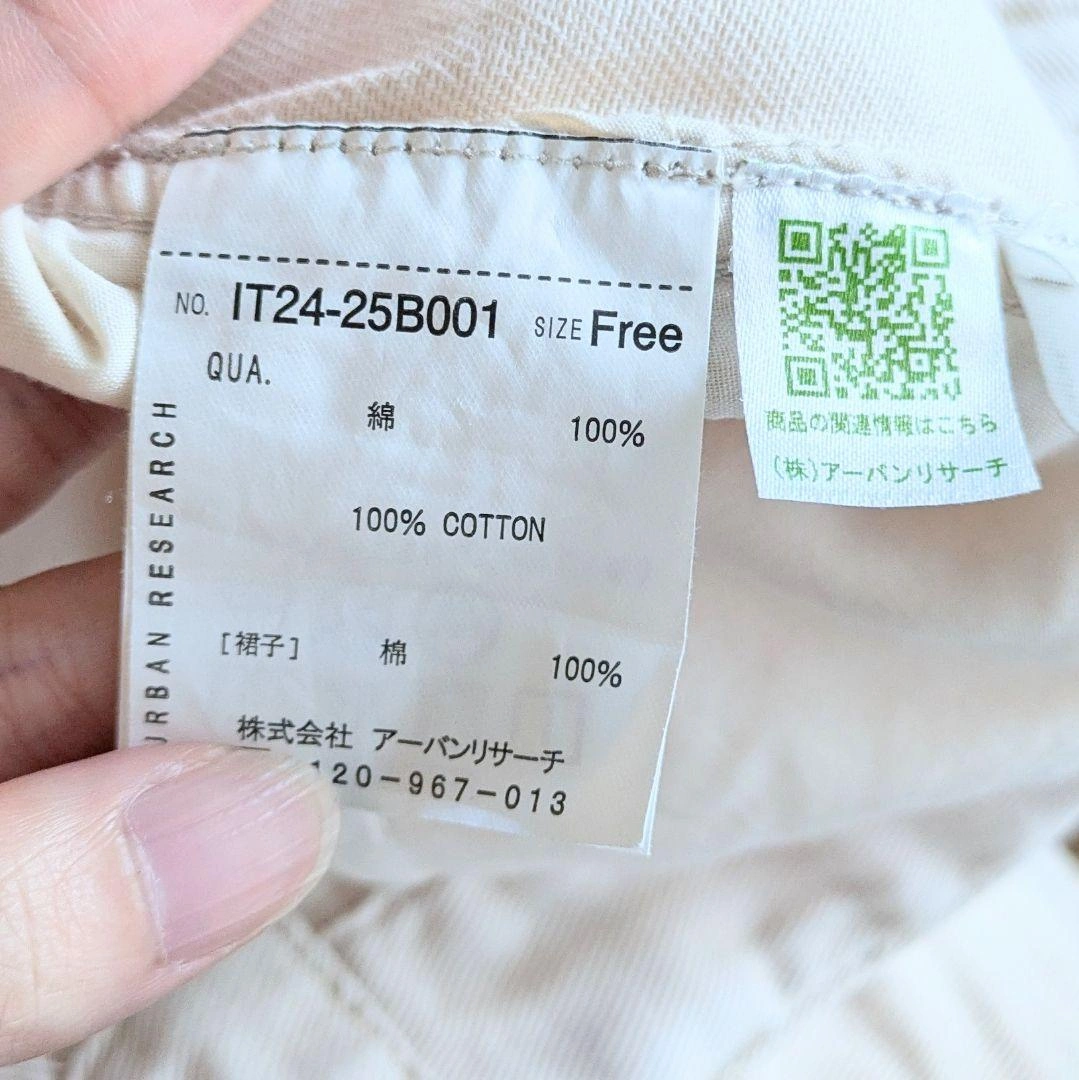 NO. IT24-25B001 SIZE Free
QUA.
綿 100%
100% COTTON
[裙子] 棉 100%
株式会社 アーバンリサーチ
120-967-013
URBAN RESEARCH
商品の関連情報はこちら
(株)アーバンリサーチ